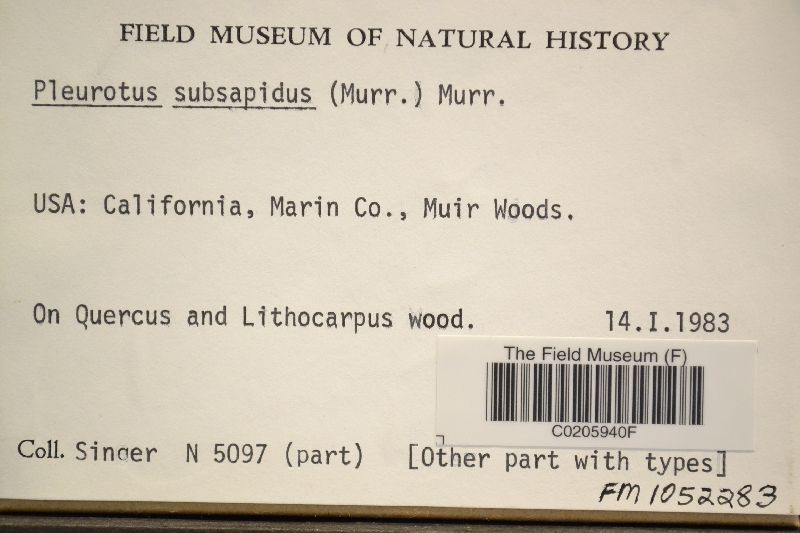 FIELD MUSEUM OF NATURAL HISTORY
Pleurotus subsapidus (Murr.) Murr.
USA: California, Marin Co., Muir Woods.
On Quercus and Lithocarpus wood. 14.I.1983
The Field Museum (F)
C0205940F
Coll. Singer N 5097 (part) [Other part with types]
FM 1052283